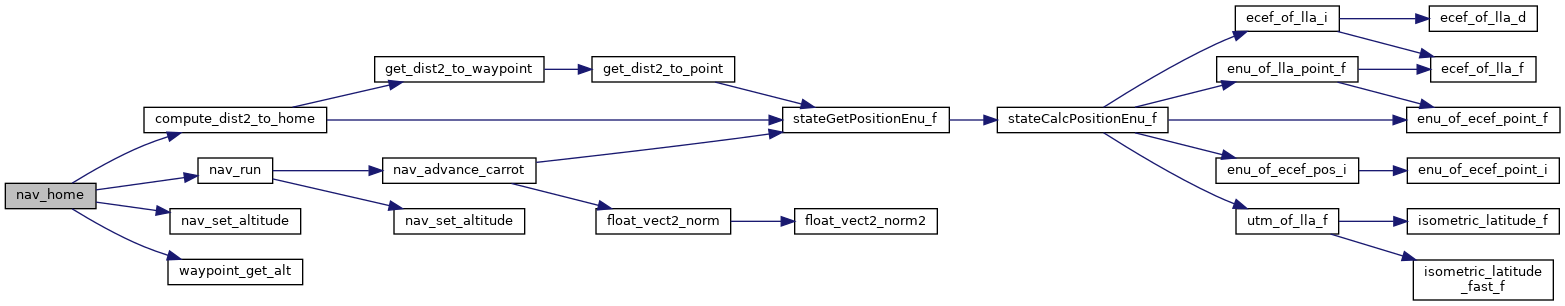 nav_home
compute_dist2_to_home
nav_run
nav_set_altitude
waypoint_get_alt
get_dist2_to_waypoint
nav_advance_carrot
nav_set_altitude
get_dist2_to_point
float_vect2_norm
stateGetPositionEnu_f
float_vect2_norm2
stateCalcPositionEnu_f
ecef_of_lla_i
enu_of_lla_point_f
enu_of_ecef_pos_i
utm_of_lla_f
ecef_of_lla_d
ecef_of_lla_f
enu_of_ecef_point_f
enu_of_ecef_point_i
isometric_latitude_f
isometric_latitude
_fast_f